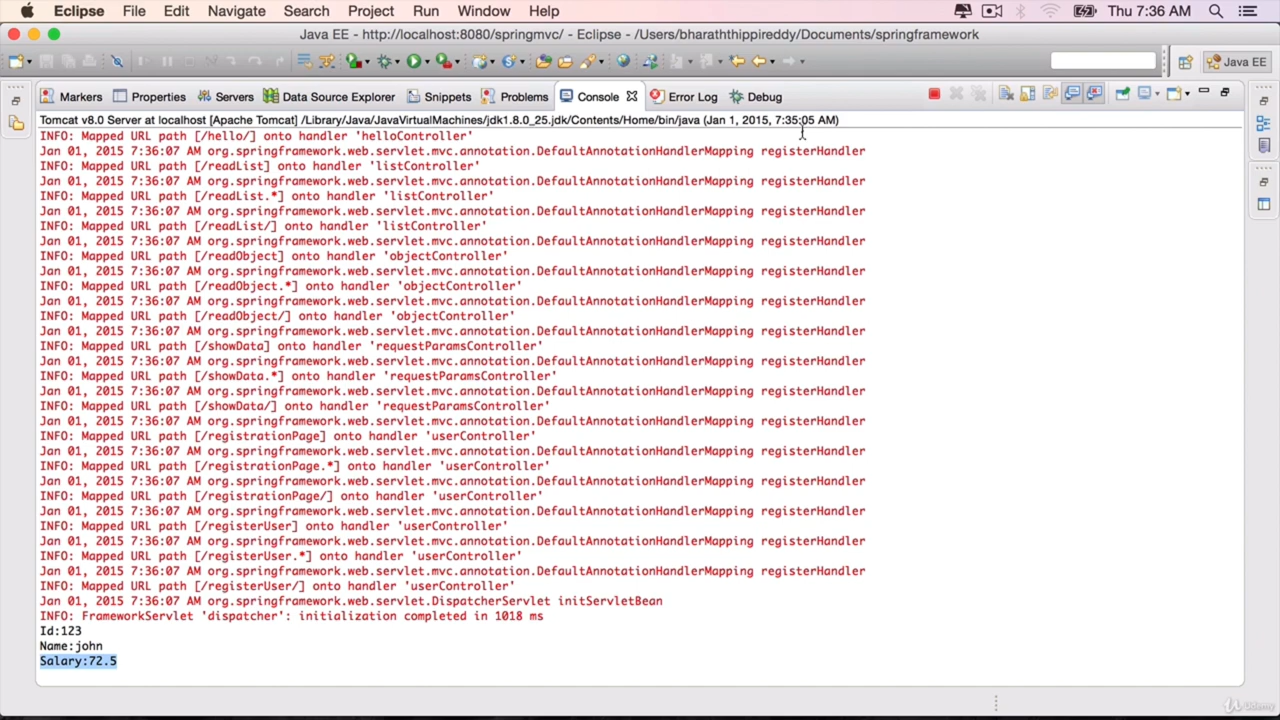 Eclipse File Edit Navigate Search Project Run Window Help Thu 7:36 AM
Java EE - http://localhost:8080/springmvc/ - Eclipse - /Users/bharaththippireddy/Documents/springframework
Java EE
Markers Properties Servers Data Source Explorer Snippets Problems Console Error Log Debug
Tomcat v8.0 Server at localhost [Apache Tomcat] /Library/Java/JavaVirtualMachines/jdk1.8.0_25.jdk/Contents/Home/bin/java (Jan 1, 2015, 7:35:05 AM)
INFO: Mapped URL path [/hello/] onto handler 'helloController'
Jan 01, 2015 7:36:07 AM org.springframework.web.servlet.mvc.annotation.DefaultAnnotationHandlerMapping registerHandler
INFO: Mapped URL path [/readList] onto handler 'listController'
Jan 01, 2015 7:36:07 AM org.springframework.web.servlet.mvc.annotation.DefaultAnnotationHandlerMapping registerHandler
INFO: Mapped URL path [/readList.*] onto handler 'listController'
Jan 01, 2015 7:36:07 AM org.springframework.web.servlet.mvc.annotation.DefaultAnnotationHandlerMapping registerHandler
INFO: Mapped URL path [/readList/] onto handler 'listController'
Jan 01, 2015 7:36:07 AM org.springframework.web.servlet.mvc.annotation.DefaultAnnotationHandlerMapping registerHandler
INFO: Mapped URL path [/readObject] onto handler 'objectController'
Jan 01, 2015 7:36:07 AM org.springframework.web.servlet.mvc.annotation.DefaultAnnotationHandlerMapping registerHandler
INFO: Mapped URL path [/readObject.*] onto handler 'objectController'
Jan 01, 2015 7:36:07 AM org.springframework.web.servlet.mvc.annotation.DefaultAnnotationHandlerMapping registerHandler
INFO: Mapped URL path [/readObject/] onto handler 'objectController'
Jan 01, 2015 7:36:07 AM org.springframework.web.servlet.mvc.annotation.DefaultAnnotationHandlerMapping registerHandler
INFO: Mapped URL path [/showData] onto handler 'requestParamsController'
Jan 01, 2015 7:36:07 AM org.springframework.web.servlet.mvc.annotation.DefaultAnnotationHandlerMapping registerHandler
INFO: Mapped URL path [/showData.*] onto handler 'requestParamsController'
Jan 01, 2015 7:36:07 AM org.springframework.web.servlet.mvc.annotation.DefaultAnnotationHandlerMapping registerHandler
INFO: Mapped URL path [/showData/] onto handler 'requestParamsController'
Jan 01, 2015 7:36:07 AM org.springframework.web.servlet.mvc.annotation.DefaultAnnotationHandlerMapping registerHandler
INFO: Mapped URL path [/registrationPage] onto handler 'userController'
Jan 01, 2015 7:36:07 AM org.springframework.web.servlet.mvc.annotation.DefaultAnnotationHandlerMapping registerHandler
INFO: Mapped URL path [/registrationPage.*] onto handler 'userController'
Jan 01, 2015 7:36:07 AM org.springframework.web.servlet.mvc.annotation.DefaultAnnotationHandlerMapping registerHandler
INFO: Mapped URL path [/registrationPage/] onto handler 'userController'
Jan 01, 2015 7:36:07 AM org.springframework.web.servlet.mvc.annotation.DefaultAnnotationHandlerMapping registerHandler
INFO: Mapped URL path [/registerUser] onto handler 'userController'
Jan 01, 2015 7:36:07 AM org.springframework.web.servlet.mvc.annotation.DefaultAnnotationHandlerMapping registerHandler
INFO: Mapped URL path [/registerUser.*] onto handler 'userController'
Jan 01, 2015 7:36:07 AM org.springframework.web.servlet.mvc.annotation.DefaultAnnotationHandlerMapping registerHandler
INFO: Mapped URL path [/registerUser/] onto handler 'userController'
Jan 01, 2015 7:36:07 AM org.springframework.web.servlet.DispatcherServlet initServletBean
INFO: FrameworkServlet 'dispatcher': initialization completed in 1018 ms
Id:123
Name:john
Salary:72.5
Udemy